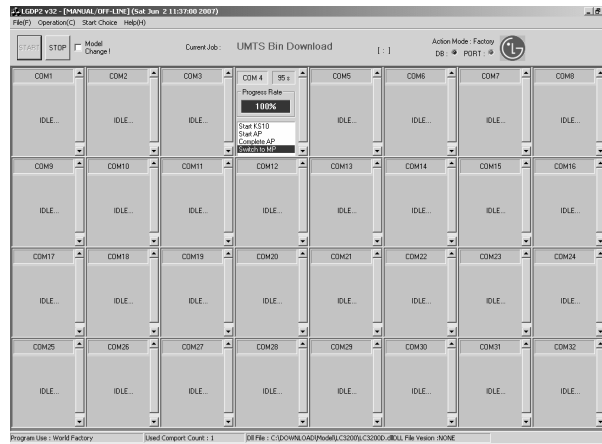 LGDP2 v32 - [MANUAL/OFF-LINE] (Sat Jun 2 11:37:00 2007)
File(F) Operation(C) Start Choice Help(H)
START STOP Model Change ! Current Job : UMTS Bin Download [ : ] Action Mode : Factory
DB : PORT :
COM1 COM2 COM3 COM 4 95 s COM5 COM6 COM7 COM8
Progress Rate
100%
IDLE... IDLE... IDLE... IDLE... IDLE... IDLE... IDLE...
Start KS10
Start AP
Complete AP
Switch to MP
COM9 COM10 COM11 COM12 COM13 COM14 COM15 COM16
IDLE... IDLE... IDLE... IDLE... IDLE... IDLE... IDLE... IDLE...
COM17 COM18 COM19 COM20 COM21 COM22 COM23 COM24
IDLE... IDLE... IDLE... IDLE... IDLE... IDLE... IDLE... IDLE...
COM25 COM26 COM27 COM28 COM29 COM30 COM31 COM32
IDLE... IDLE... IDLE... IDLE... IDLE... IDLE... IDLE... IDLE...
Program Use : World Factory Used Comport Count : 1 Dll File : C:\DOWNLOAD\Model\LC3200\LC3200D.dllDLL File Vesion :NONE